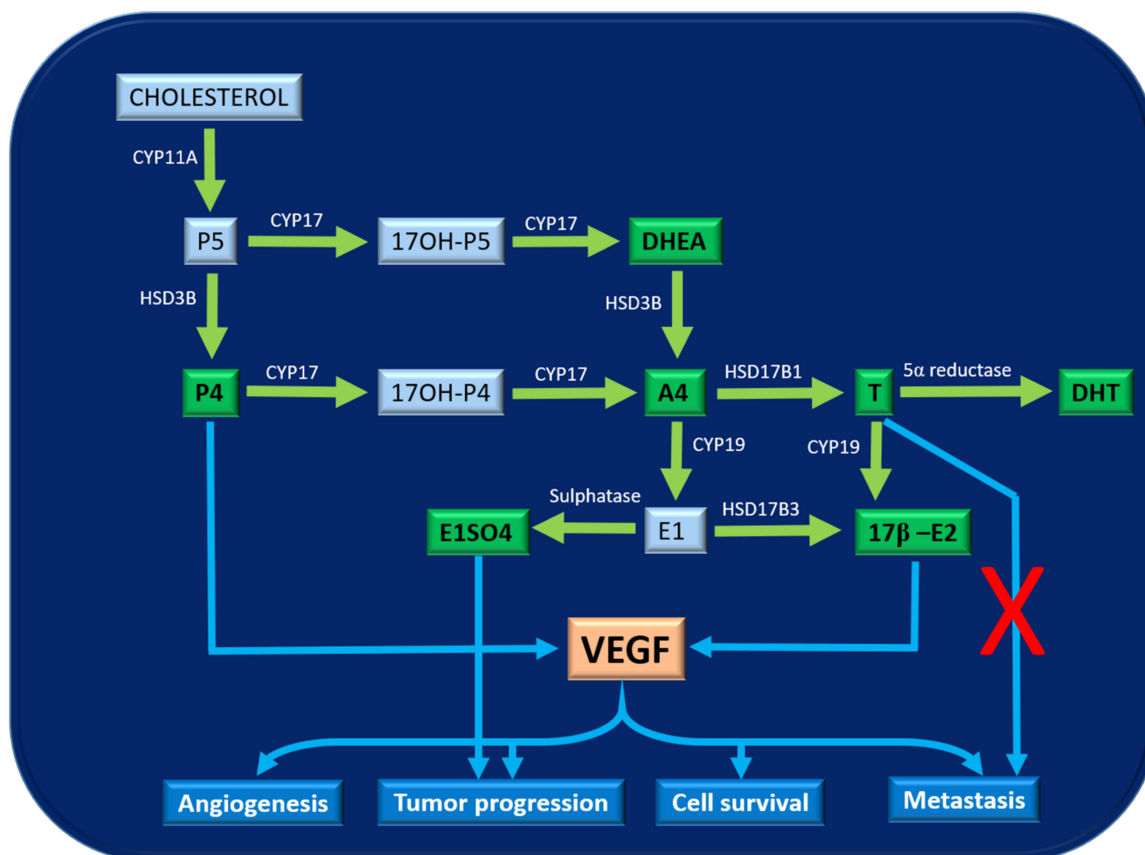 CHOLESTEROL
CYP11A
P5
CYP17
17OH-P5
CYP17
DHEA
HSD3B
HSD3B
P4
CYP17
17OH-P4
CYP17
A4
HSD17B1
T
5α reductase
DHT
CYP19
CYP19
E1SO4
Sulphatase
E1
HSD17B3
17β –E2
X
VEGF
Angiogenesis
Tumor progression
Cell survival
Metastasis